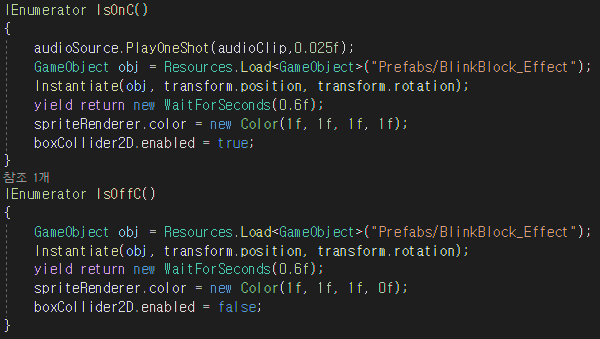 IEnumerator IsOnC()
{
    audioSource.PlayOneShot(audioClip,0.025f);
    GameObject obj = Resources.Load<GameObject>("Prefabs/BlinkBlock_Effect");
    Instantiate(obj, transform.position, transform.rotation);
    yield return new WaitForSeconds(0.6f);
    spriteRenderer.color = new Color(1f, 1f, 1f, 1f);
    boxCollider2D.enabled = true;
}
참조 1개
IEnumerator IsOffC()
{
    GameObject obj = Resources.Load<GameObject>("Prefabs/BlinkBlock_Effect");
    Instantiate(obj, transform.position, transform.rotation);
    yield return new WaitForSeconds(0.6f);
    spriteRenderer.color = new Color(1f, 1f, 1f, 0f);
    boxCollider2D.enabled = false;
}